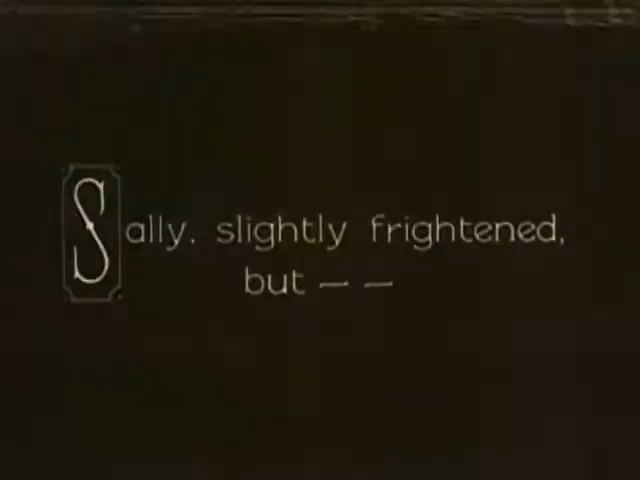 Sally, slightly frightened,
but — —